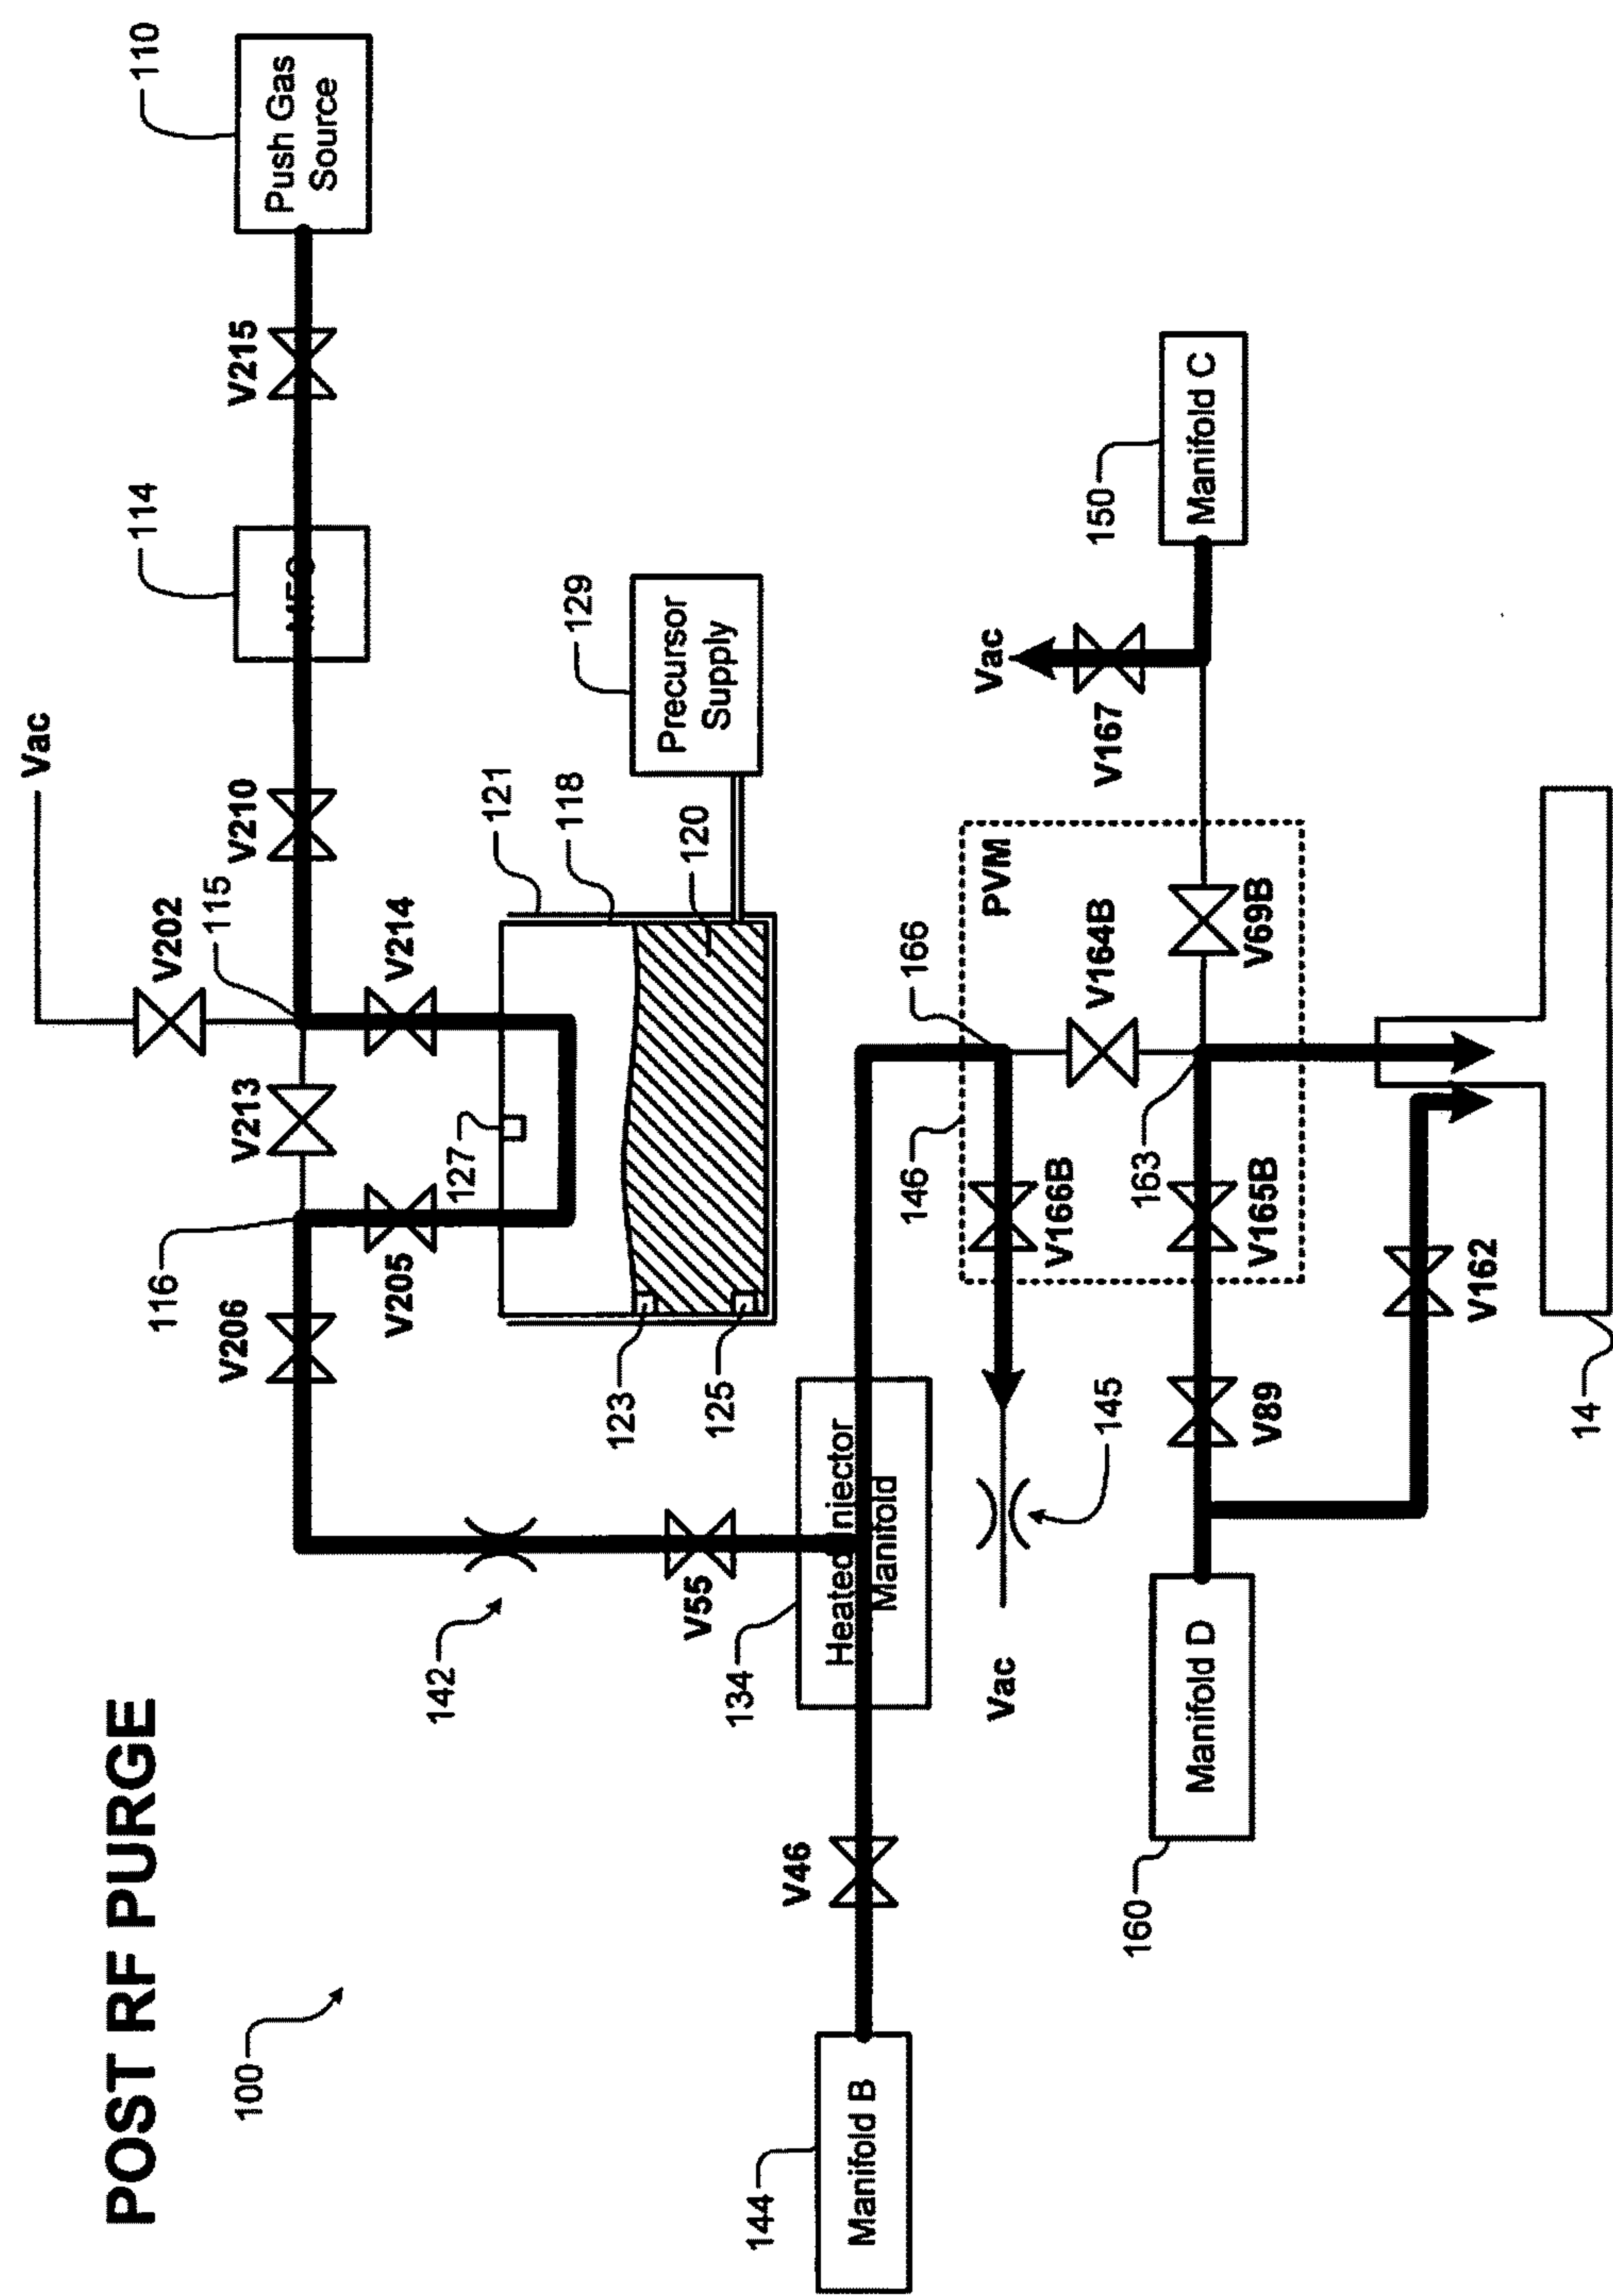 POST RF PURGE
100
Vac
110
Push Gas
Source
V215
114
V210
V202
115
V213
V214
116
V206
V205
127
121
118
120
129
Precursor
Supply
123
125
142
V55
134
Heated Injector
Manifold
V46
144
Manifold B
146
166
PVM
V164B
V166B
163
V165B
V69B
Vac
V167
150
Manifold C
145
Vac
V89
V162
160
Manifold D
14